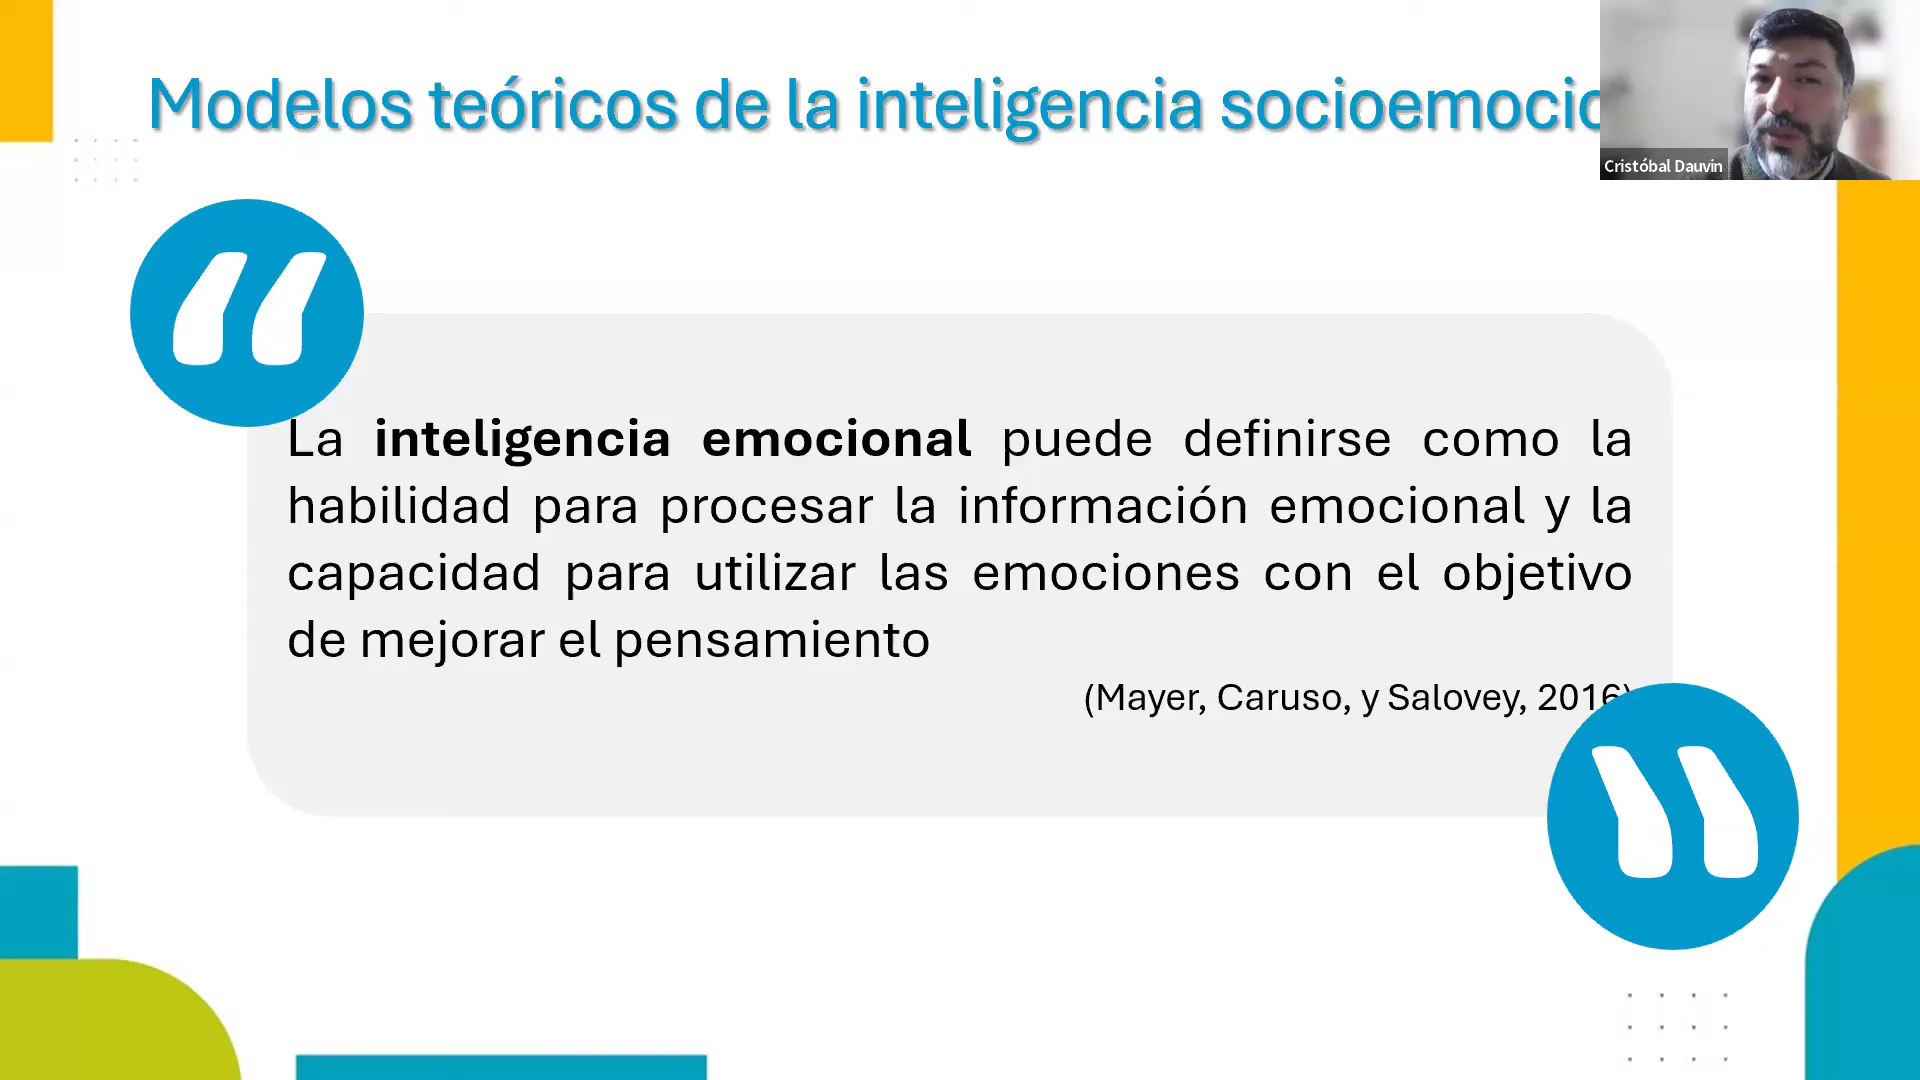 Modelos teóricos de la inteligencia
Cristóbal Dauvin
La inteligencia emocional puede definirse como la
habilidad para procesar la información emocional y la
capacidad para utilizar las emociones con el objetivo
de mejorar el pensamiento
(Mayer, Caruso, y Salovey, 2016)